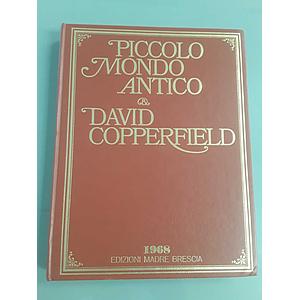 PICCOLO
MONDO
ANTICO
&
DAVID
COPPERFIELD
1968
EDIZIONI MADRE BRESCIA